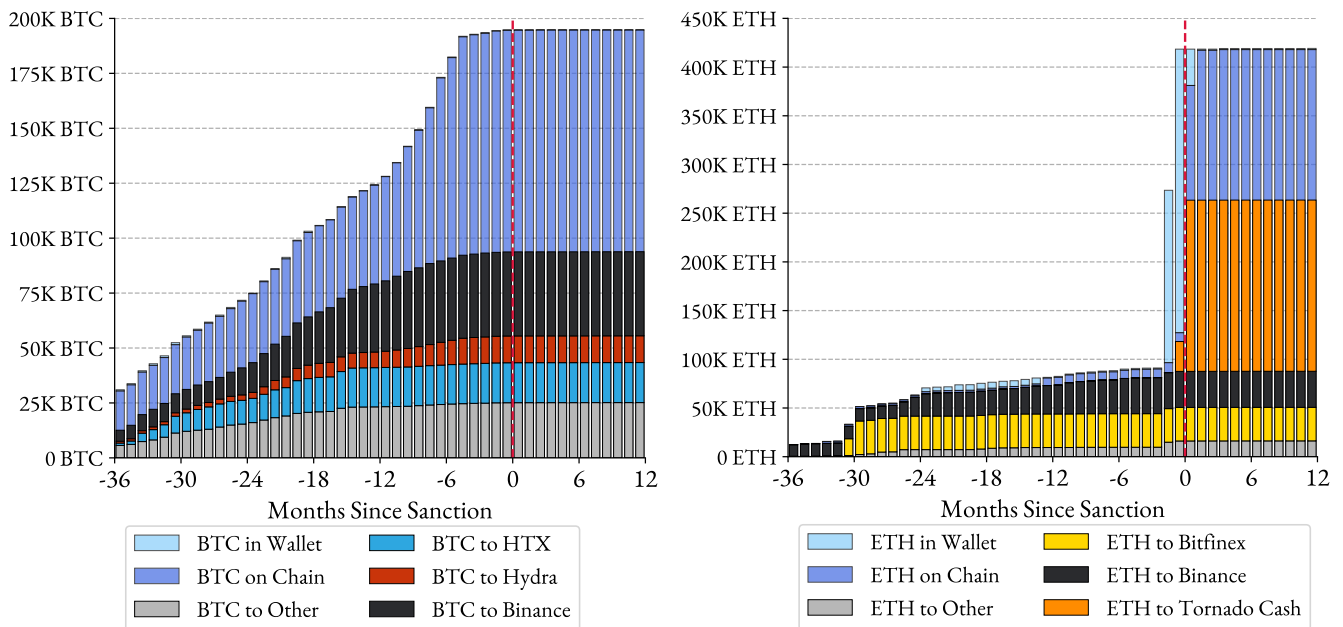 200K BTC
175K BTC
150K BTC
125K BTC
100K BTC
75K BTC
50K BTC
25K BTC
0 BTC
-36 -30 -24 -18 -12 -6 0 6 12
Months Since Sanction
BTC in Wallet
BTC on Chain
BTC to Other
BTC to HTX
BTC to Hydra
BTC to Binance
450K ETH
400K ETH
350K ETH
300K ETH
250K ETH
200K ETH
150K ETH
100K ETH
50K ETH
0 ETH
-36 -30 -24 -18 -12 -6 0 6 12
Months Since Sanction
ETH in Wallet
ETH on Chain
ETH to Other
ETH to Bitfinex
ETH to Binance
ETH to Tornado Cash